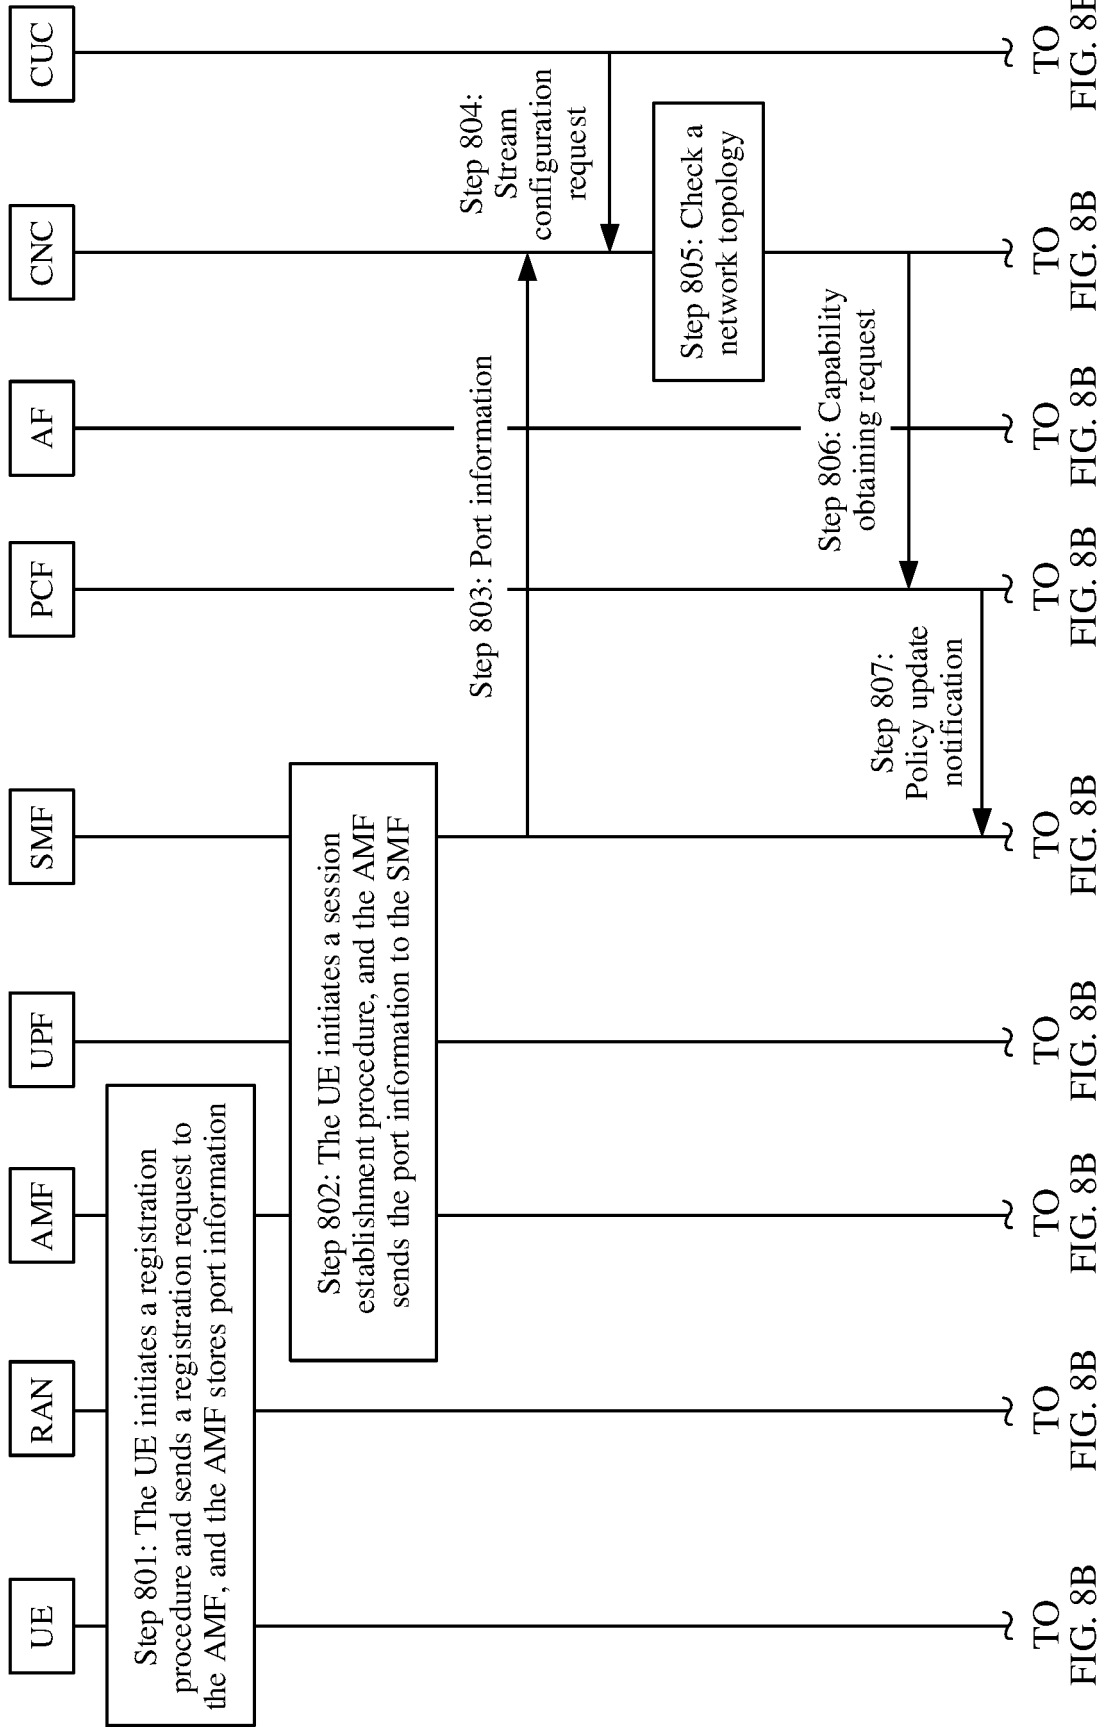 UE
RAN
AMF
UPF
SMF
PCF
AF
CNC
CUC
Step 801: The UE initiates a registration
procedure and sends a registration request to
the AMF, and the AMF stores port information
Step 802: The UE initiates a session
establishment procedure, and the AMF
sends the port information to the SMF
Step 803: Port information
Step 804:
Stream
configuration
request
Step 805: Check a
network topology
Step 806: Capability
obtaining request
Step 807:
Policy update
notification
TO
FIG. 8B
TO
FIG. 8B
TO
FIG. 8B
TO
FIG. 8B
TO
FIG. 8B
TO
FIG. 8B
TO
FIG. 8B
TO
FIG. 8B
TO
FIG. 8B